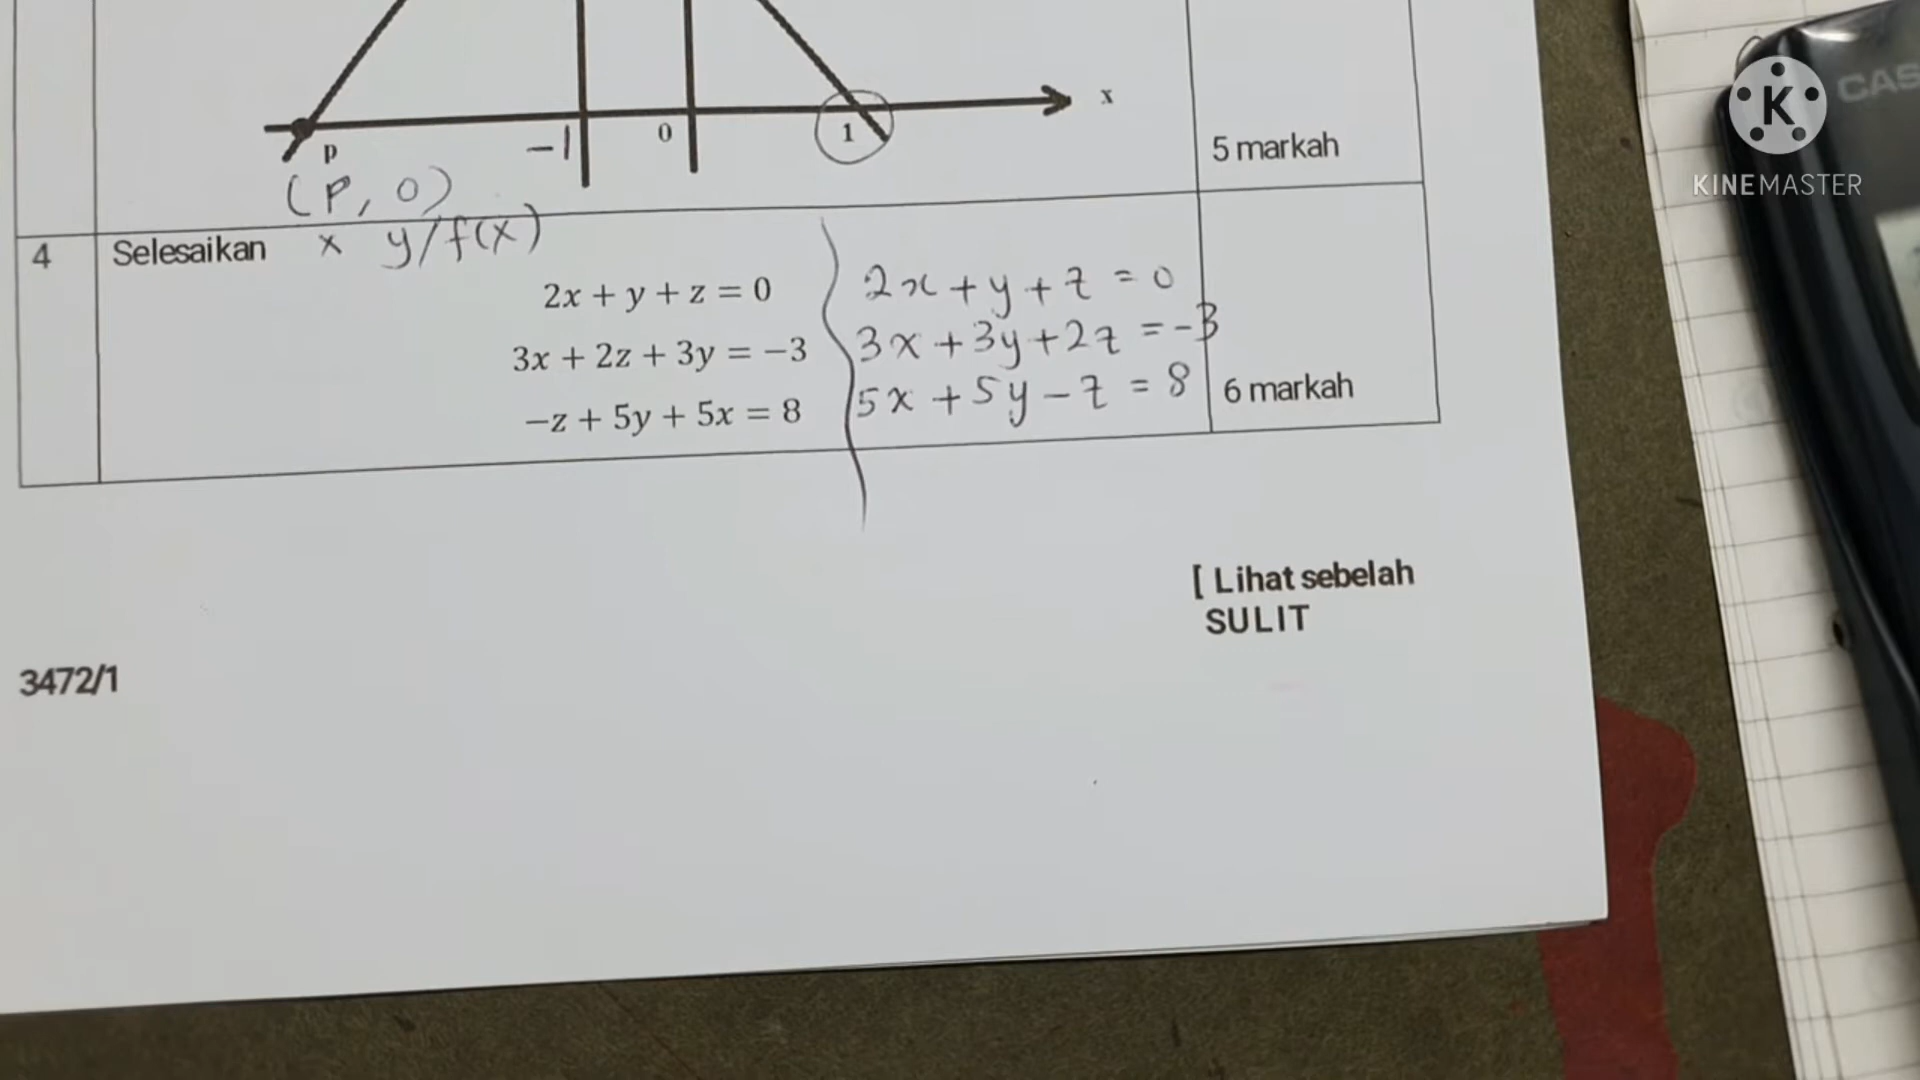 x
p
−1
0
1
5 markah
(P, 0)
x y/f(x)
4 Selesaikan
2x + y + z = 0
3x + 2z + 3y = −3
−z + 5y + 5x = 8
2x + y + z = 0
3x + 3y + 2z = -3
5x + 5y - z = 8
6 markah
[ Lihat sebelah
SULIT
3472/1
K
KINEMASTER